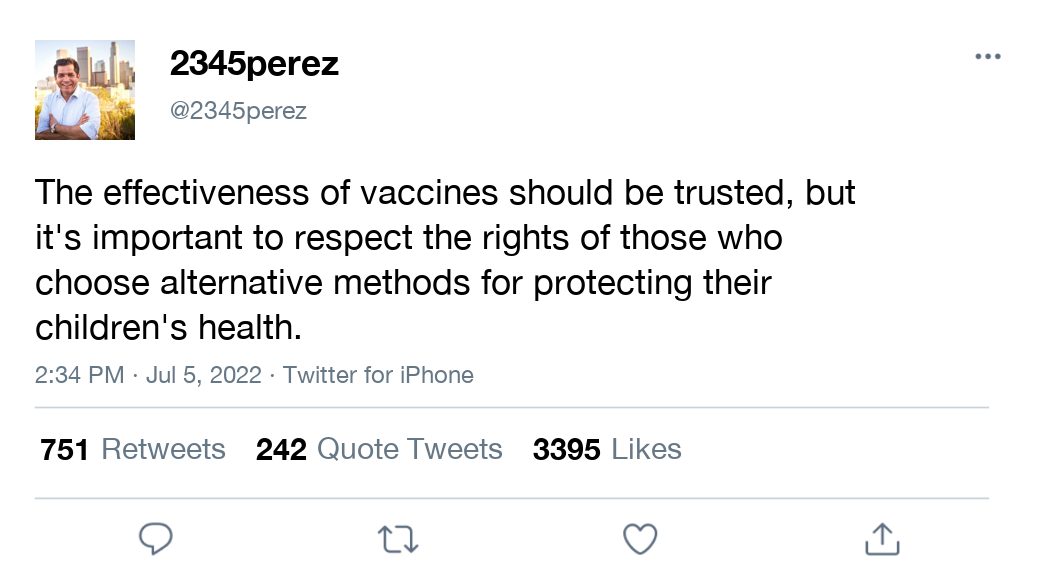 2345perez
@2345perez
The effectiveness of vaccines should be trusted, but
it's important to respect the rights of those who
choose alternative methods for protecting their
children's health.
2:34 PM · Jul 5, 2022 · Twitter for iPhone
751 Retweets 242 Quote Tweets 3395 Likes